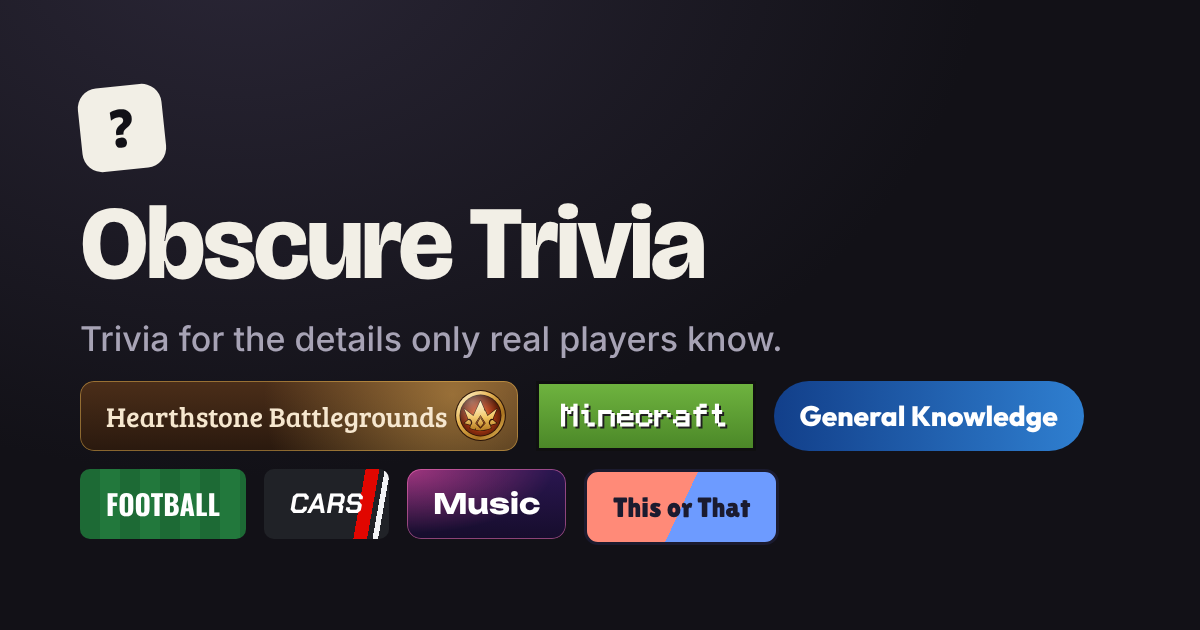 ?
Obscure Trivia
Trivia for the details only real players know.
Hearthstone Battlegrounds Minecraft General Knowledge
FOOTBALL CARS Music This or That